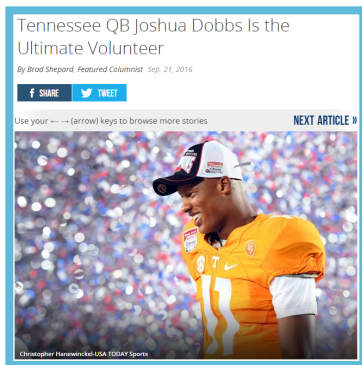 Tennessee QB Joshua Dobbs Is the
Ultimate Volunteer
By Brad Shepard, Featured Columnist Sep. 21, 2016
f SHARE TWEET
Use your ← → (arrow) keys to browse more stories NEXT ARTICLE »
T
11
Christopher Hanewinckel-USA TODAY Sports